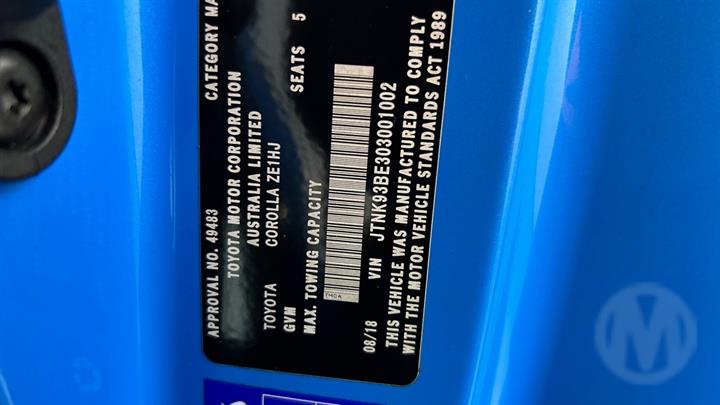 APPROVAL NO. 49483 CATEGORY MA
TOYOTA MOTOR CORPORATION
AUSTRALIA LIMITED
TOYOTA COROLLA ZE1HJ
GVM SEATS 5
MAX. TOWING CAPACITY
08/18 VIN JTNK93BE303001002
THIS VEHICLE WAS MANUFACTURED TO COMPLY
WITH THE MOTOR VEHICLE STANDARDS ACT 1989
M